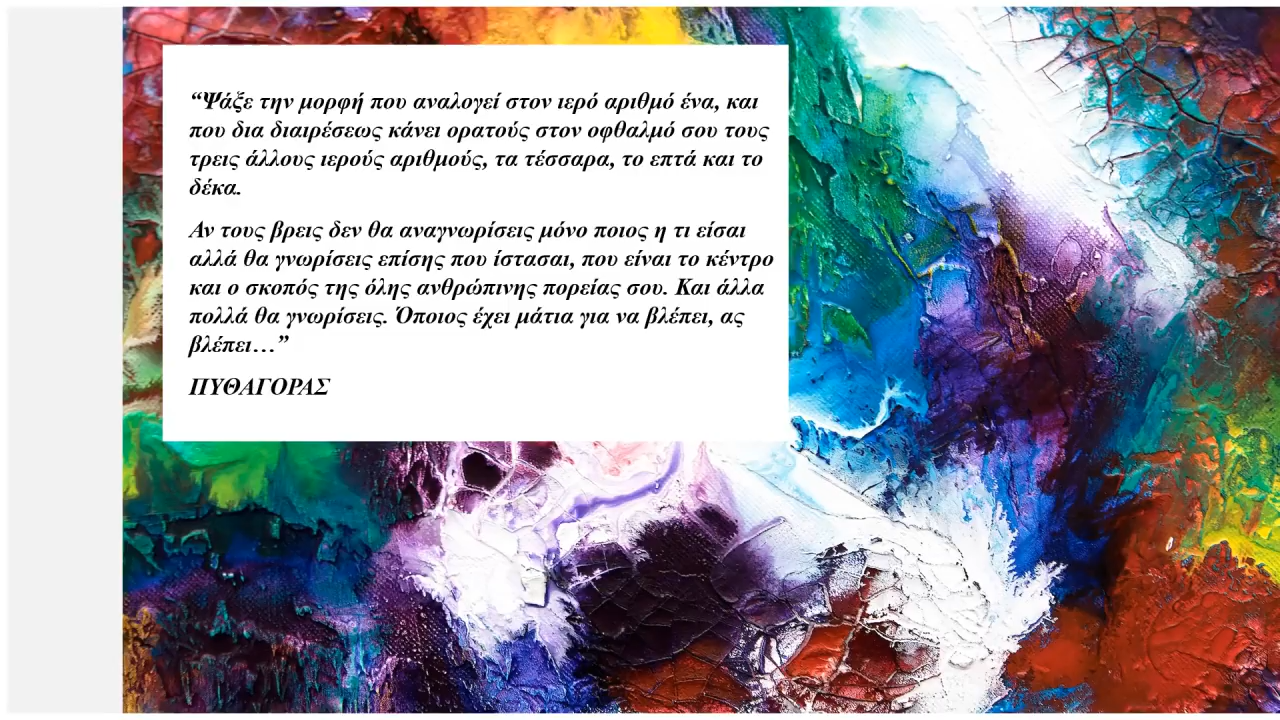 “Ψάξε την μορφή που αναλογεί στον ιερό αριθμό ένα, και
που δια διαιρέσεως κάνει ορατούς στον οφθαλμό σου τους
τρεις άλλους ιερούς αριθμούς, τα τέσσαρα, το επτά και το
δέκα.
Αν τους βρεις δεν θα αναγνωρίσεις μόνο ποιος η τι είσαι
αλλά θα γνωρίσεις επίσης που ίστασαι, που είναι το κέντρο
και ο σκοπός της όλης ανθρώπινης πορείας σου. Και άλλα
πολλά θα γνωρίσεις. Όποιος έχει μάτια για να βλέπει, ας
βλέπει…”
ΠΥΘΑΓΟΡΑΣ